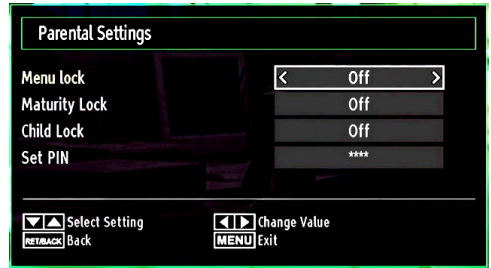 Parental Settings
Menu lock < Off >
Maturity Lock Off
Child Lock Off
Set PIN ****
Select Setting Change Value
RET/BACK Back MENU Exit